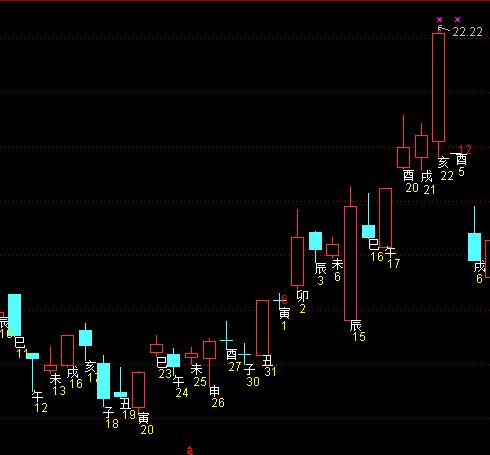 22.22
12
亥
22
酉
5
酉
20
戌
21
戌
6
巳
16
午
17
辰
3
未
6
卯
2
寅
1
辰
15
辰
巳
11
午
12
未
13
戌
16
亥
子
18
丑
19
寅
20
巳
23
午
24
未
25
申
26
酉
27
子
30
丑
31